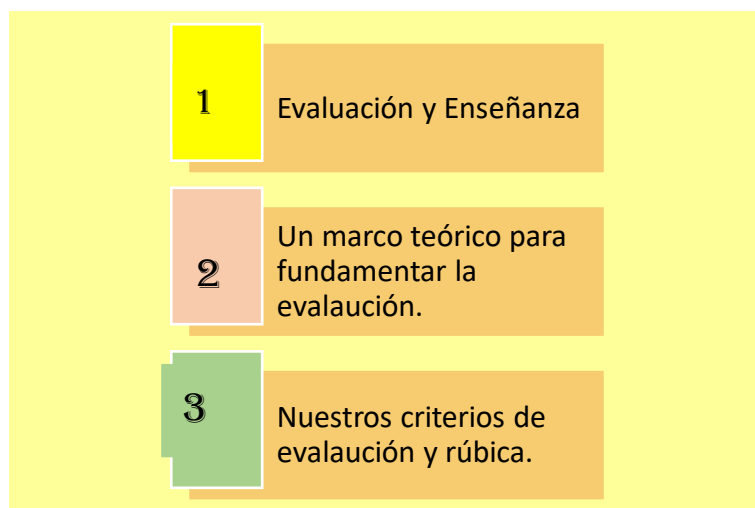 1
Evaluación y Enseñanza
2
Un marco teórico para
fundamentar la
evalaución.
3
Nuestros criterios de
evalaución y rúbica.